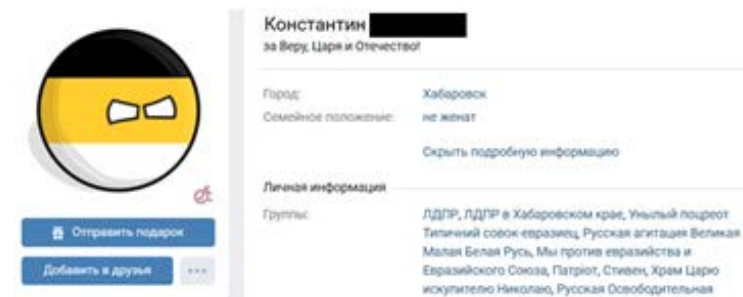 Константин
за Веру, Царя и Отечество!
Город: Хабаровск
Семейное положение: не женат
Скрыть подробную информацию
Личная информация
Группы: ЛДПР, ЛДПР в Хабаровском крае, Унылый поцреот
Типичний совок-евразиец, Русская агитация Великая
Малая Белая Русь, Мы против евразийства и
Евразийского Союза, Патріот, Стивен, Храм Царю
искупителю Николаю, Русская Освободительная
Отправить подарок
Добавить в друзья